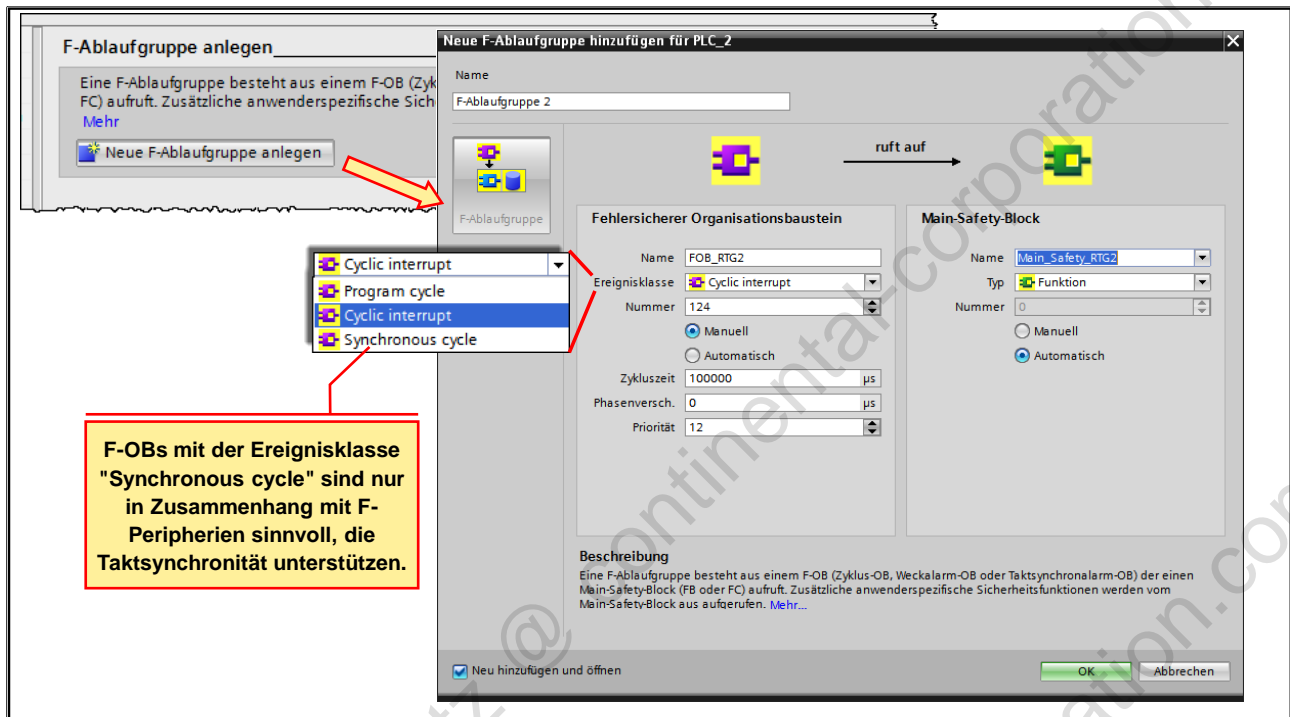 F-Ablaufgruppe anlegen
Eine F-Ablaufgruppe besteht aus einem F-OB (Zyk
FC) aufruft. Zusätzliche anwenderspezifische Sich
Mehr
Neue F-Ablaufgruppe anlegen
Neue F-Ablaufgruppe hinzufügen für PLC_2
Name
F-Ablaufgruppe 2
F-Ablaufgruppe
ruft auf
Fehlersicherer Organisationsbaustein
Name FOB_RTG2
Ereignisklasse Cyclic interrupt
Nummer 124
Manuell
Automatisch
Zykluszeit 100000 µs
Phasenversch. 0 µs
Priorität 12
Main-Safety-Block
Name Main_Safety_RTG2
Typ Funktion
Nummer 0
Manuell
Automatisch
Cyclic interrupt
Program cycle
Cyclic interrupt
Synchronous cycle
F-OBs mit der Ereignisklasse
"Synchronous cycle" sind nur
in Zusammenhang mit F-
Peripherien sinnvoll, die
Taktsynchronität unterstützen.
Beschreibung
Eine F-Ablaufgruppe besteht aus einem F-OB (Zyklus-OB, Weckalarm-OB oder Taktsynchronalarm-OB) der einen
Main-Safety-Block (FB oder FC) aufruft. Zusätzliche anwenderspezifische Sicherheitsfunktionen werden vom
Main-Safety-Block aus aufgerufen. Mehr...
Neu hinzufügen und öffnen
OK Abbrechen
@ continental-corporation